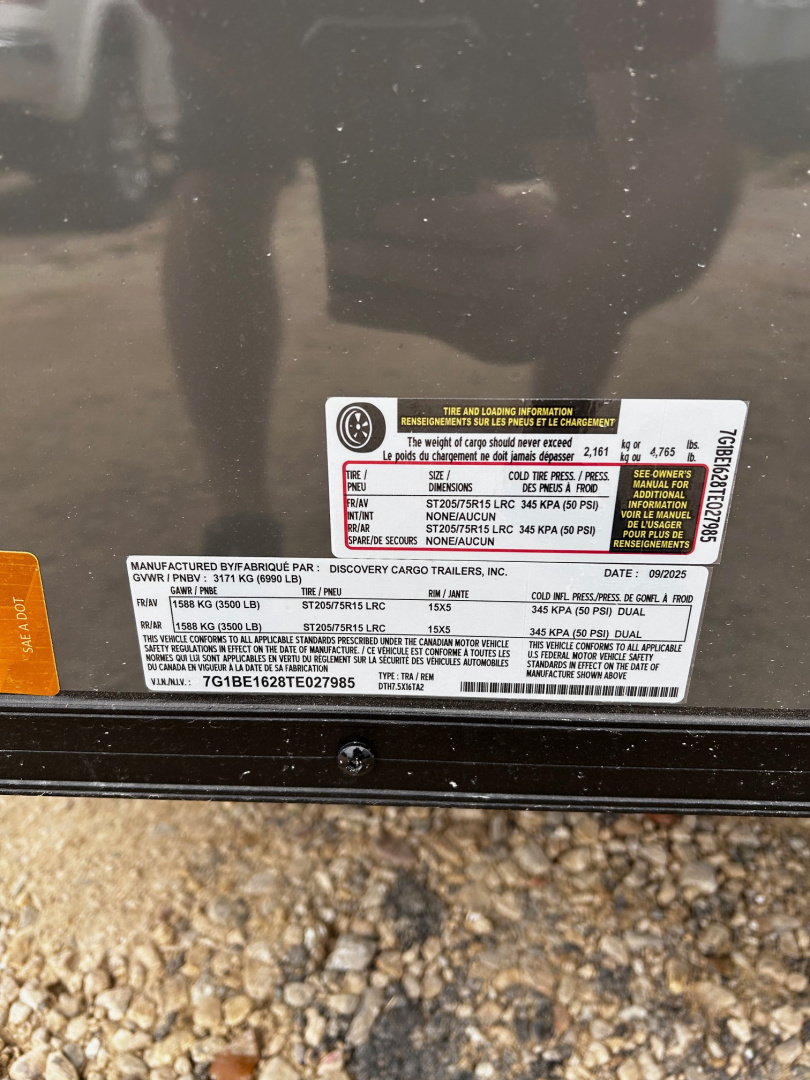 TIRE AND LOADING INFORMATION
RENSEIGNEMENTS SUR LES PNEUS ET LE CHARGEMENT
The weight of cargo should never exceed
Le poids du chargement ne doit jamais dépasser 2,161 kg or kg ou 4,765 lbs. lb.
TIRE / PNEU SIZE / DIMENSIONS COLD TIRE PRESS. / PRESS. DES PNEUS À FROID
FR/AV ST205/75R15 LRC 345 KPA (50 PSI)
INT/INT NONE/AUCUN
RR/AR ST205/75R15 LRC 345 KPA (50 PSI)
SPARE/DE SECOURS NONE/AUCUN
SEE OWNER'S
MANUAL FOR
ADDITIONAL
INFORMATION
VOIR LE MANUEL
DE L'USAGER
POUR PLUS DE
RENSEIGNEMENTS
7G1BE1628TE027985
MANUFACTURED BY/FABRIQUÉ PAR : DISCOVERY CARGO TRAILERS, INC. DATE : 09/2025
GVWR / PNBV : 3171 KG (6990 LB)
GAWR / PNBE TIRE / PNEU RIM / JANTE COLD INFL. PRESS./PRESS. DE GONFL. À FROID
FR/AV 1588 KG (3500 LB) ST205/75R15 LRC 15X5 345 KPA (50 PSI) DUAL
RR/AR 1588 KG (3500 LB) ST205/75R15 LRC 15X5 345 KPA (50 PSI) DUAL
THIS VEHICLE CONFORMS TO ALL APPLICABLE STANDARDS PRESCRIBED UNDER THE CANADIAN MOTOR VEHICLE
SAFETY REGULATIONS IN EFFECT ON THE DATE OF MANUFACTURE. / CE VÉHICULE EST CONFORME À TOUTES LES
NORMES QUI LUI SONT APPLICABLES EN VERTU DU RÈGLEMENT SUR LA SÉCURITÉ DES VÉHICULES AUTOMOBILES
DU CANADA EN VIGUEUR A LA DATE DE SA FABRICATION
THIS VEHICLE CONFORMS TO ALL APPLICABLE
U.S FEDERAL MOTOR VEHICLE SAFETY
STANDARDS IN EFFECT ON THE DATE OF
MANUFACTURE SHOWN ABOVE
V.I.N./N.I.V. : 7G1BE1628TE027985 TYPE : TRA / REM
DTH7.5X16TA2
SAE A DOT